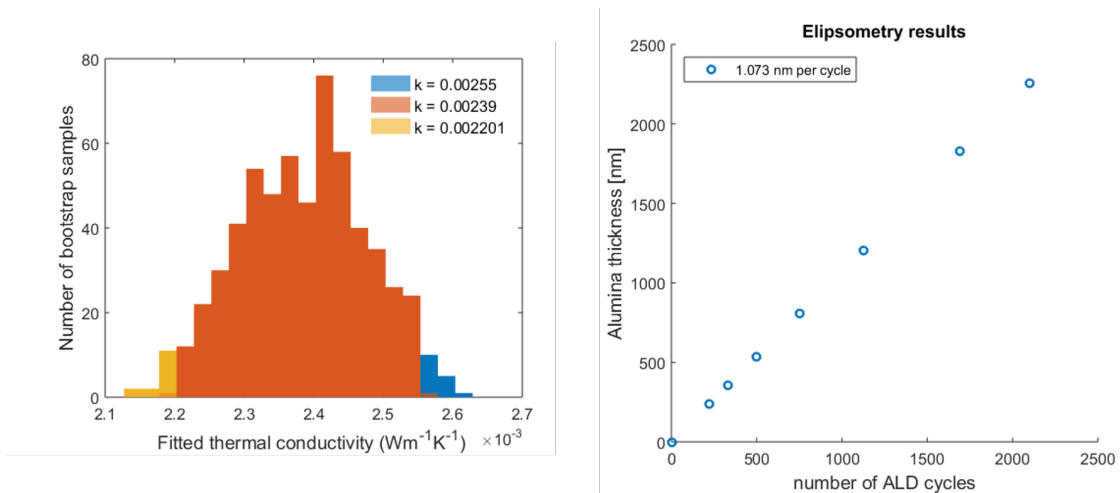 80
60
40
20
0
2.1
2.2
2.3
2.4
2.5
2.6
2.7
×10⁻³
Number of bootstrap samples
Fitted thermal conductivity (Wm⁻¹K⁻¹)
k = 0.00255
k = 0.00239
k = 0.002201
Elipsometry results
1.073 nm per cycle
2500
2000
1500
1000
500
0
Alumina thickness [nm]
0
500
1000
1500
2000
2500
number of ALD cycles